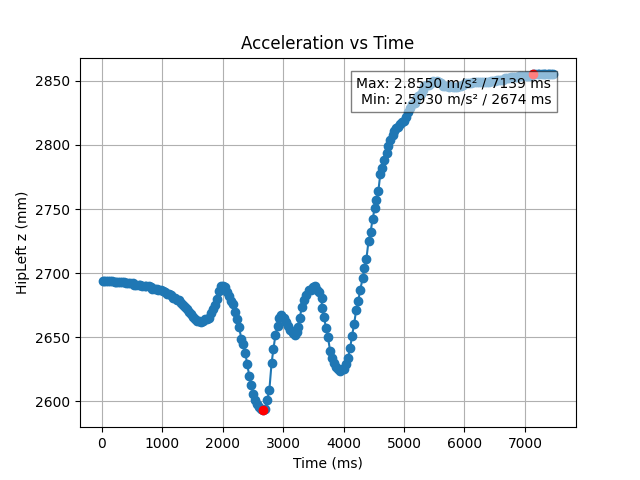 Acceleration vs Time
Max: 2.8550 m/s² / 7139 ms
Min: 2.5930 m/s² / 2674 ms
HipLeft z (mm)
2850
2800
2750
2700
2650
2600
0 1000 2000 3000 4000 5000 6000 7000
Time (ms)